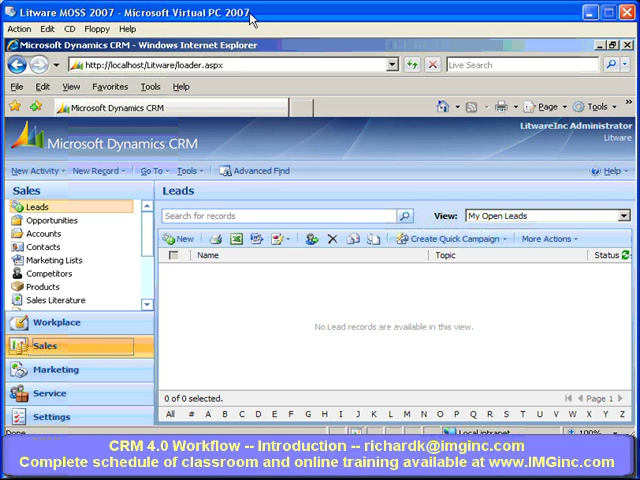 Litware MOSS 2007 - Microsoft Virtual PC 2007
Action Edit CD Floppy Help
Microsoft Dynamics CRM - Windows Internet Explorer
http://localhost/Litware/loader.aspx Live Search
File Edit View Favorites Tools Help
Microsoft Dynamics CRM Page Tools
Microsoft Dynamics CRM LitwareInc Administrator
Litware
New Activity New Record Go To Tools Advanced Find Help
Sales Leads
Leads
Opportunities
Accounts
Contacts
Marketing Lists
Competitors
Products
Sales Literature
Workplace
Sales
Marketing
Service
Settings
Search for records View: My Open Leads
New Create Quick Campaign More Actions
Name Topic Status
No Lead records are available in this view.
0 of 0 selected. Page 1
All # A B C D E F G H I J K L M N O P Q R S T U V W X Y Z
Done Local intranet 100%
CRM 4.0 Workflow -- Introduction -- richardk@imginc.com
Complete schedule of classroom and online training available at www.IMGinc.com